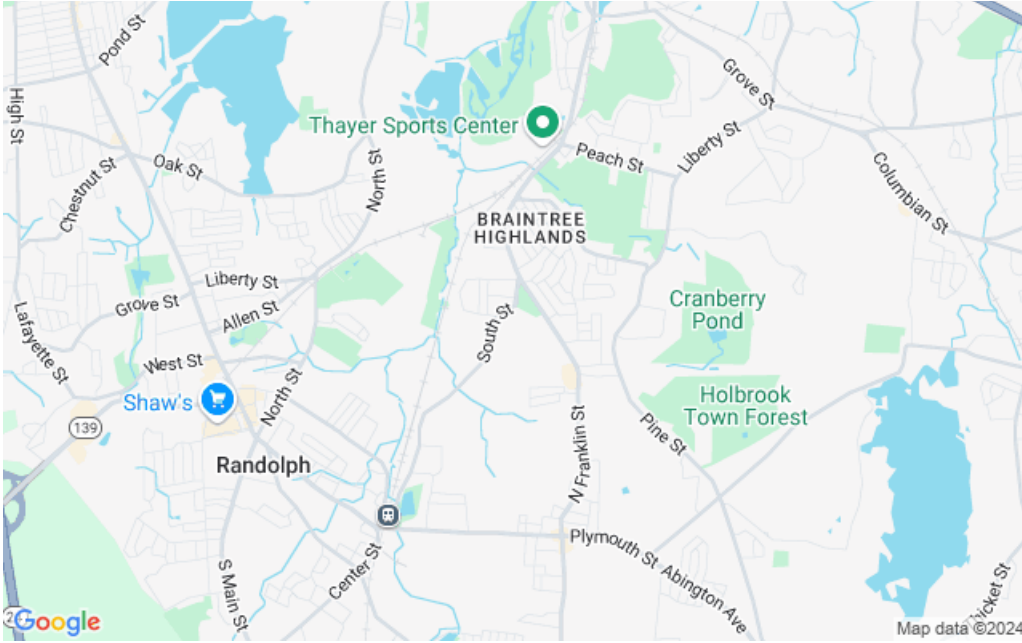 Pond St
High St
Grove St
Thayer Sports Center
Peach St
Liberty St
Columbian St
Oak St
Chestnut St
North St
BRAINTREE
HIGHLANDS
Liberty St
Grove St
Allen St
Lafayette St
West St
South St
Cranberry
Pond
Shaw's
North St
139
Holbrook
Town Forest
Pine St
N Franklin St
Randolph
Plymouth St
Abington Ave
Center St
S Main St
Google
Map data ©2024